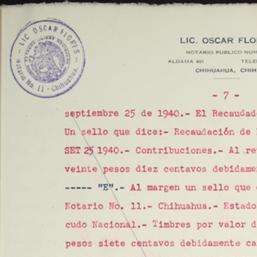 LIC. OSCAR FLORES
Notario No. 11 - Chihuahua.
LIC. OSCAR FLO
NOTARIO PUBLICO NUM
ALDAMA 401 TELE
CHIHUAHUA, CHIH
- 7 -
septiembre 25 de 1940.- El Recaudad
Un sello que dice:- Recaudación de
SET 25 1940.- Contribuciones.- Al re
veinte pesos diez centavos debidame
----- "E".- Al margen un sello que
Notario No. 11.- Chihuahua.- Estado
cudo Nacional.- Timbres por valor d
pesos siete centavos debidamente ca